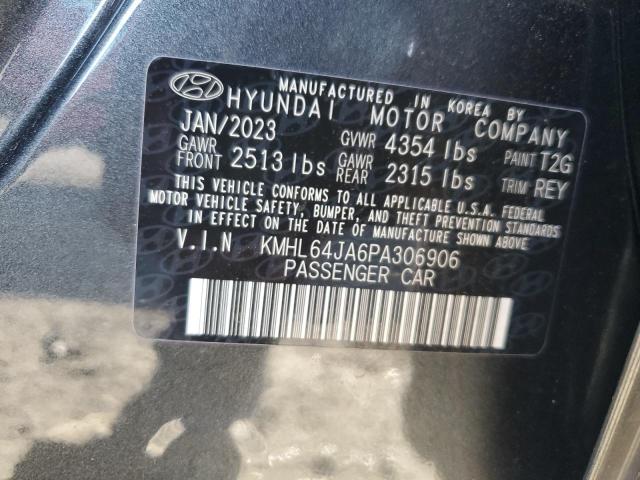 MANUFACTURED IN KOREA BY
HYUNDAI MOTOR COMPANY
JAN/2023 GVWR 4354 lbs PAINT T2G
GAWR FRONT 2513 lbs GAWR REAR 2315 lbs TRIM REY
THIS VEHICLE CONFORMS TO ALL APPLICABLE U.S.A. FEDERAL
MOTOR VEHICLE SAFETY, BUMPER, AND THEFT PREVENTION STANDARDS
IN EFFECT ON THE DATE OF MANUFACTURE SHOWN ABOVE.
V.I.N KMHL64JA6PA306906
PASSENGER CAR